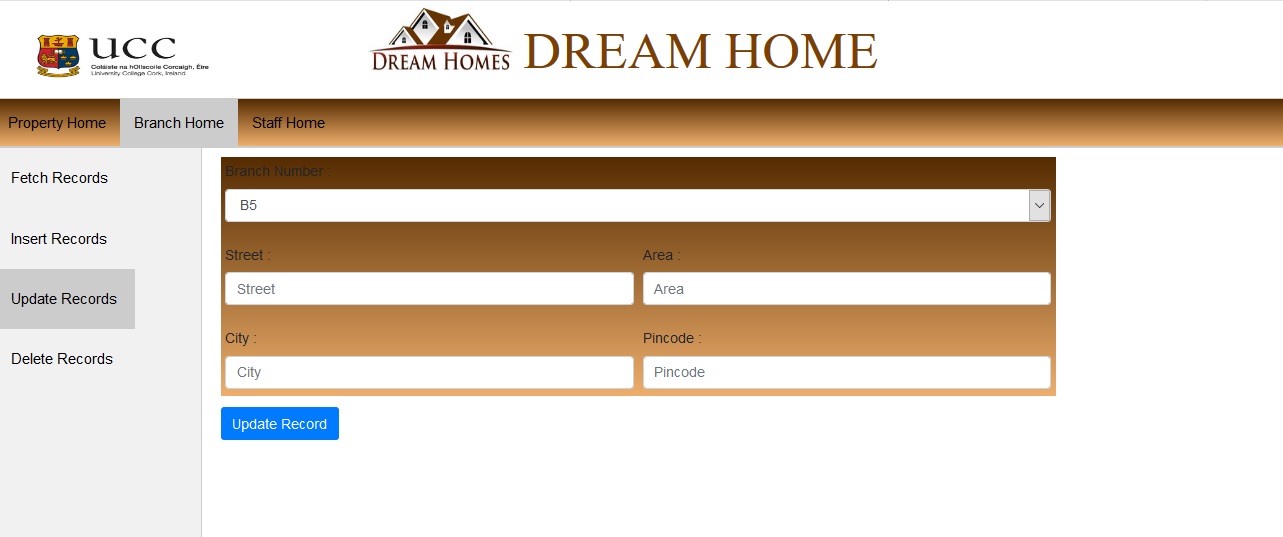 UCC
Coláiste na hOllscoile Corcaigh, Éire
University College Cork, Ireland
DREAM HOMES
DREAM HOME
Property Home
Branch Home
Staff Home
Fetch Records
Insert Records
Update Records
Delete Records
Branch Number :
B5
Street :
Area :
Street
Area
City :
Pincode :
City
Pincode
Update Record